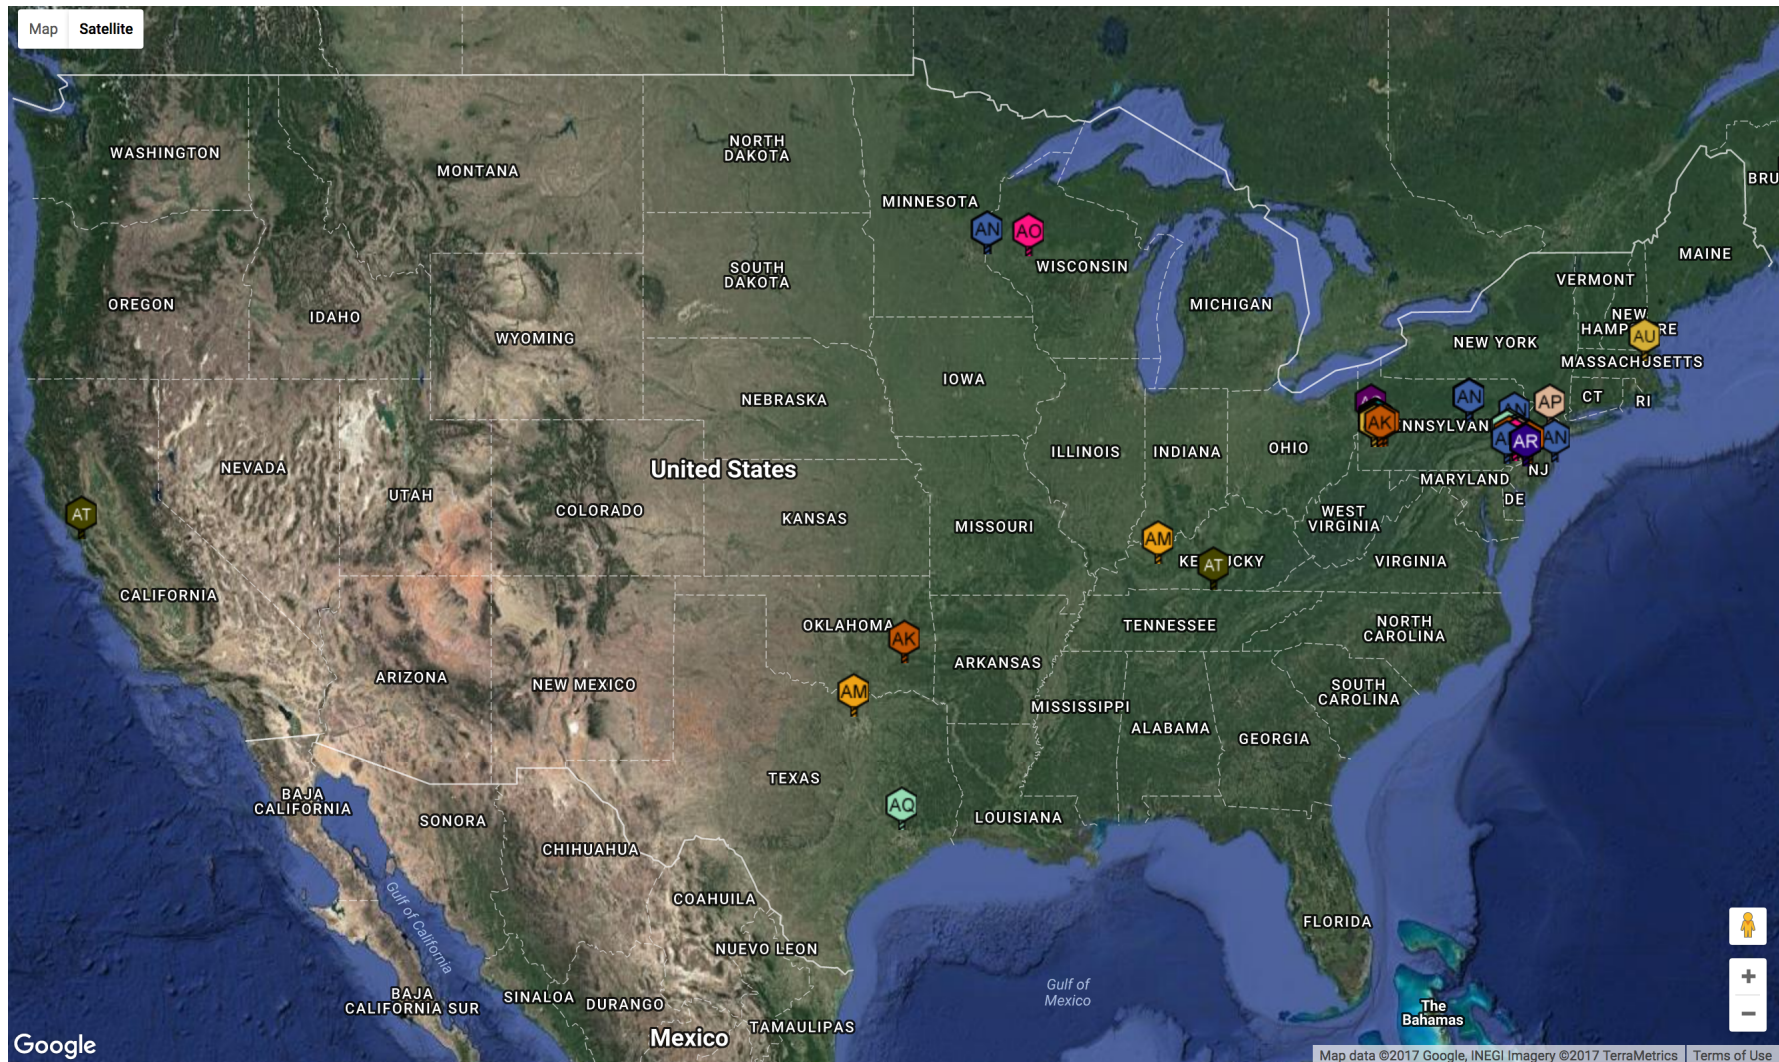 Map Satellite
WASHINGTON
MONTANA
NORTH
DAKOTA
MINNESOTA
BRU
AN
AO
WISCONSIN
MAINE
OREGON
IDAHO
SOUTH
DAKOTA
WYOMING
MICHIGAN
VERMONT
NEW
HAMP RE
AU
NEW YORK
MASSACHUSETTS
IOWA
NEBRASKA
CT
RI
AN
AP
AN
AK
NNSYLVAN
AR
AN
NJ
ILLINOIS
INDIANA
OHIO
MARYLAND
DE
United States
NEVADA
UTAH
COLORADO
KANSAS
MISSOURI
WEST
VIRGINIA
VIRGINIA
AT
AM
KE UCKY
AT
CALIFORNIA
OKLAHOMA
AK
TENNESSEE
NORTH
CAROLINA
ARKANSAS
ARIZONA
NEW MEXICO
AM
SOUTH
CAROLINA
MISSISSIPPI
ALABAMA
GEORGIA
TEXAS
AQ
LOUISIANA
BAJA
CALIFORNIA
SONORA
CHIHUAHUA
COAHUILA
Gulf of California
FLORIDA
NUEVO LEON
Gulf of
Mexico
BAJA
CALIFORNIA SUR
SINALOA
DURANGO
The
Bahamas
TAMAULIPAS
Mexico
Google
Map data ©2017 Google, INEGI Imagery ©2017 TerraMetrics Terms of Use